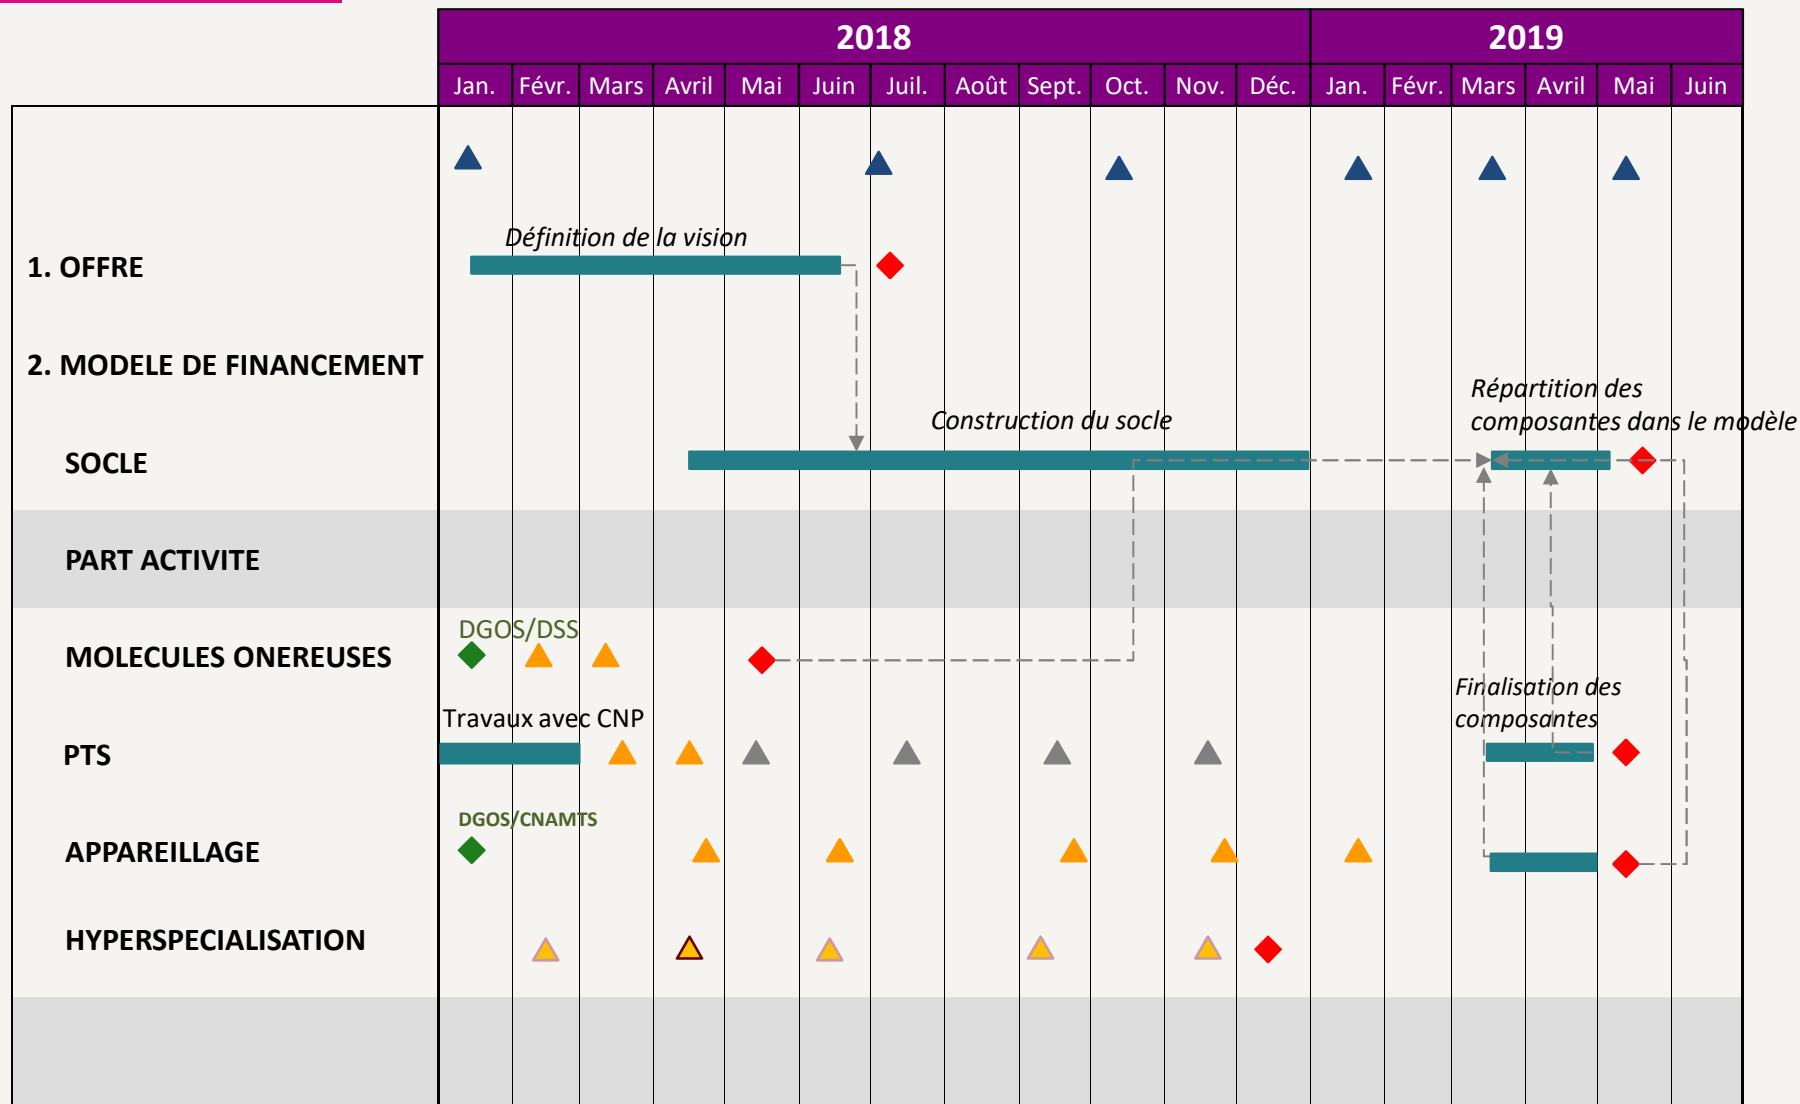 2018
2019
Jan.
Févr.
Mars
Avril
Mai
Juin
Juil.
Août
Sept.
Oct.
Nov.
Déc.
Jan.
Févr.
Mars
Avril
Mai
Juin
Définition de la vision
1. OFFRE
2. MODELE DE FINANCEMENT
Répartition des
composantes dans le modèle
Construction du socle
SOCLE
PART ACTIVITE
DGOS/DSS
MOLECULES ONEREUSES
Finalisation des
composantes
Travaux avec CNP
PTS
DGOS/CNAMTS
APPAREILLAGE
HYPERSPECIALISATION